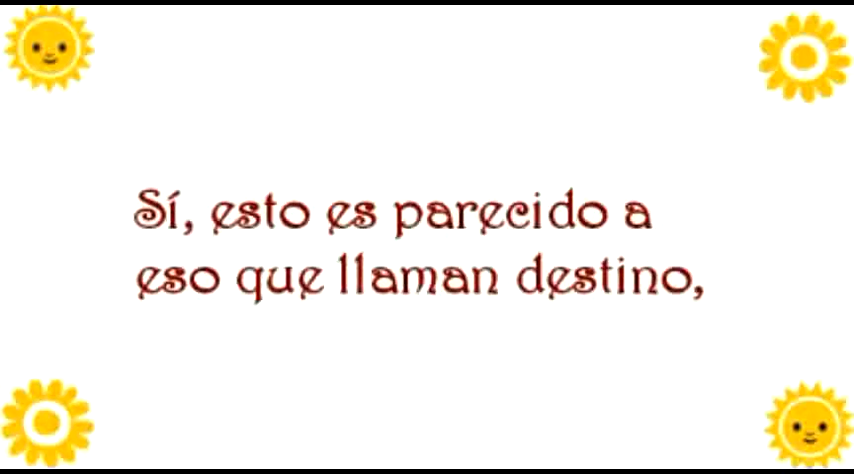 Sí, esto es parecido a
eso que llaman destino,